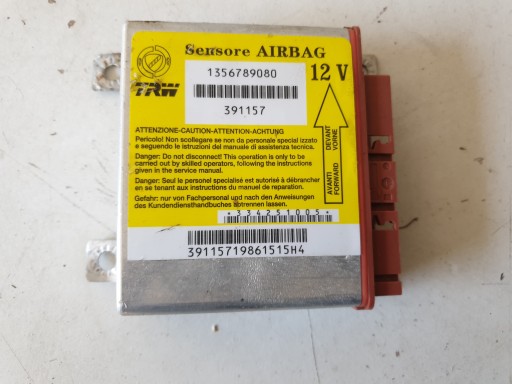 Sensore AIRBAG
TRW
1356789080
12 V
391157
ATTENZIONE-CAUTION-ATTENTION-ACHTUNG
Pericolo! Non scollegare se non da personale specializzato
e seguendo le istruzioni del manuale di assistenza tecnica.
Danger: Do not disconnect! This operation is only to be
carried out by skilled operators, following the instructions
given in the service manual.
Danger: Seul le personel specialisé est autorisé à débrancher
en se tenant aux instructions du manuel de reparation.
Gefahr: nur von Fachpersonal und nach den Anweisungen
das Kundendiensthandbuches abtrennen lassen.
AVANTI DEVANT
FORWARD VORNE
*334251005*
39115719861515H4